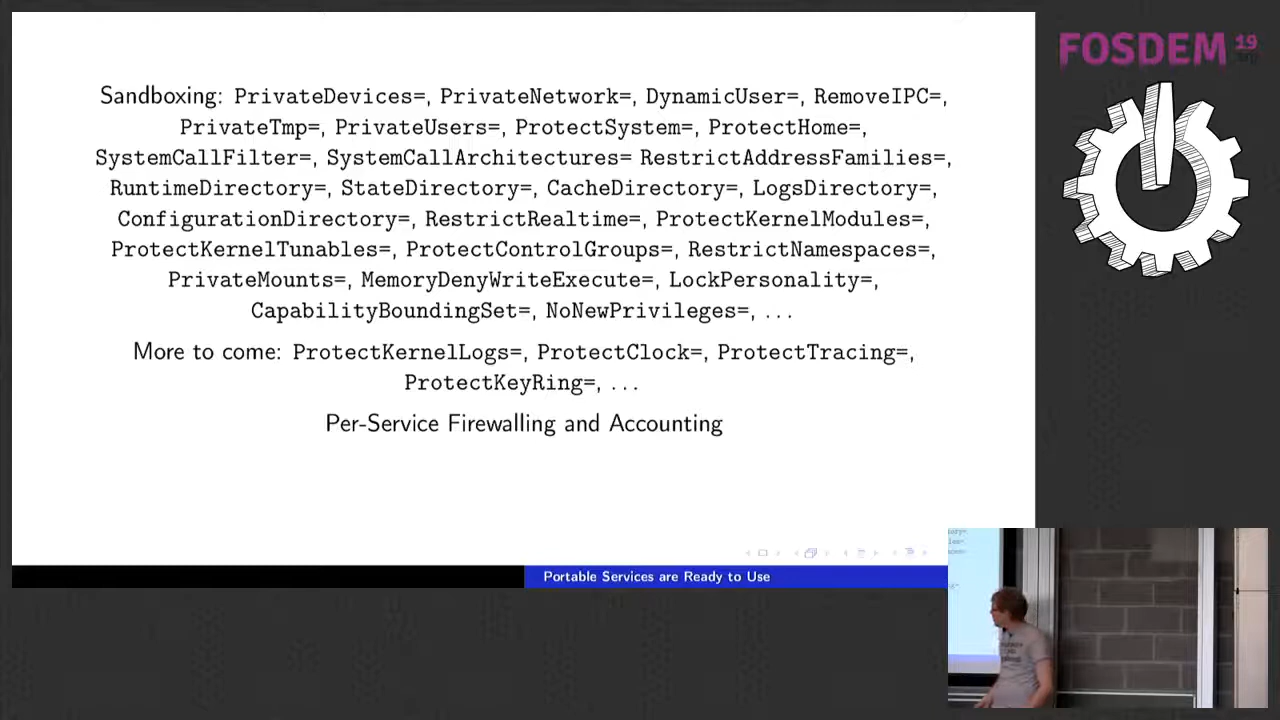 Sandboxing: PrivateDevices=, PrivateNetwork=, DynamicUser=, RemoveIPC=,
PrivateTmp=, PrivateUsers=, ProtectSystem=, ProtectHome=,
SystemCallFilter=, SystemCallArchitectures= RestrictAddressFamilies=,
RuntimeDirectory=, StateDirectory=, CacheDirectory=, LogsDirectory=,
ConfigurationDirectory=, RestrictRealtime=, ProtectKernelModules=,
ProtectKernelTunables=, ProtectControlGroups=, RestrictNamespaces=,
PrivateMounts=, MemoryDenyWriteExecute=, LockPersonality=,
CapabilityBoundingSet=, NoNewPrivileges=, ...
More to come: ProtectKernelLogs=, ProtectClock=, ProtectTracing=,
ProtectKeyRing=, ...
Per-Service Firewalling and Accounting
Portable Services are Ready to Use
FOSDEM 19